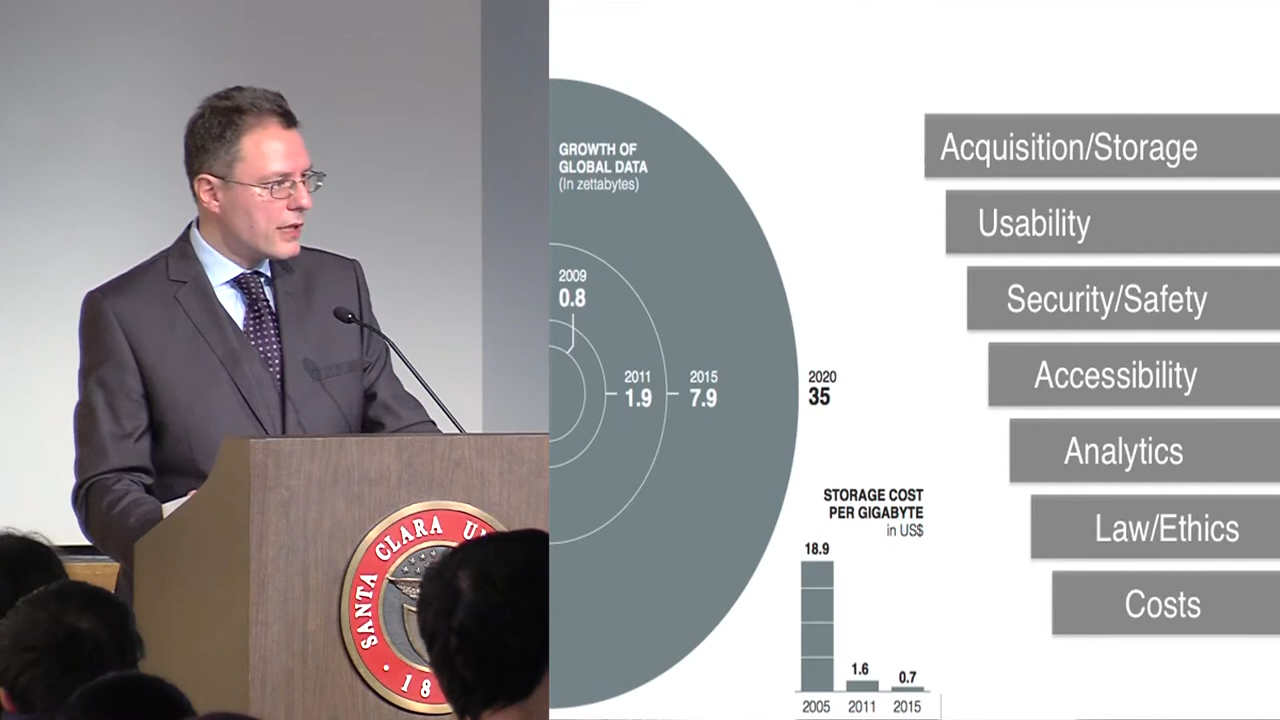 SANTA CLARA
18
GROWTH OF
GLOBAL DATA
(In zettabytes)
2009
0.8
2011
1.9
2015
7.9
2020
35
STORAGE COST
PER GIGABYTE
in US$
18.9
1.6
0.7
2005
2011
2015
Acquisition/Storage
Usability
Security/Safety
Accessibility
Analytics
Law/Ethics
Costs